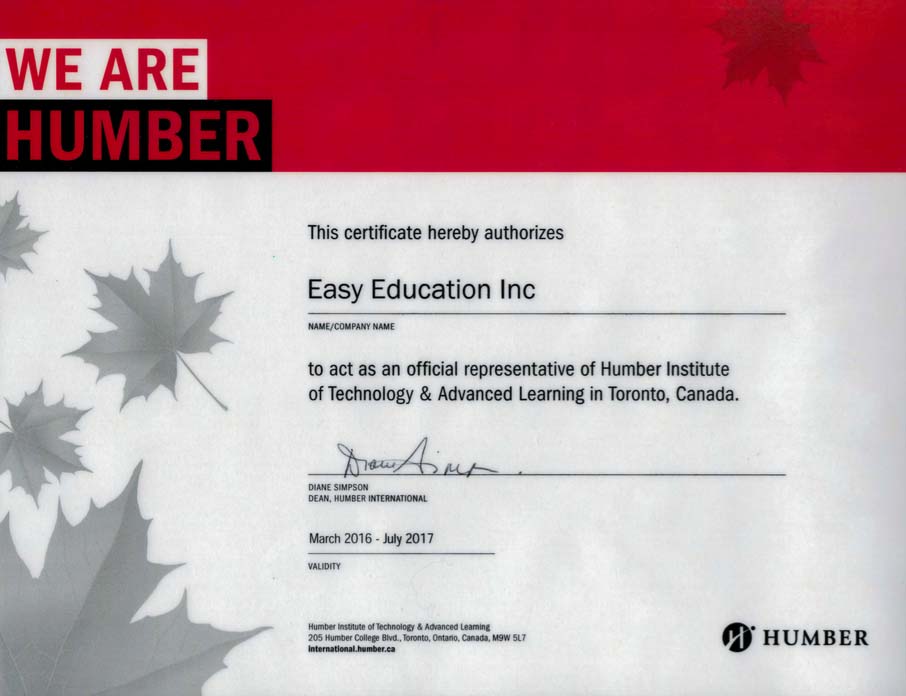 WE ARE
HUMBER
This certificate hereby authorizes
Easy Education Inc
NAME/COMPANY NAME
to act as an official representative of Humber Institute
of Technology & Advanced Learning in Toronto, Canada.
Diane Simpson
DIANE SIMPSON
DEAN, HUMBER INTERNATIONAL
March 2016 - July 2017
VALIDITY
Humber Institute of Technology & Advanced Learning
205 Humber College Blvd., Toronto, Ontario, Canada, M9W 5L7
international.humber.ca
HUMBER